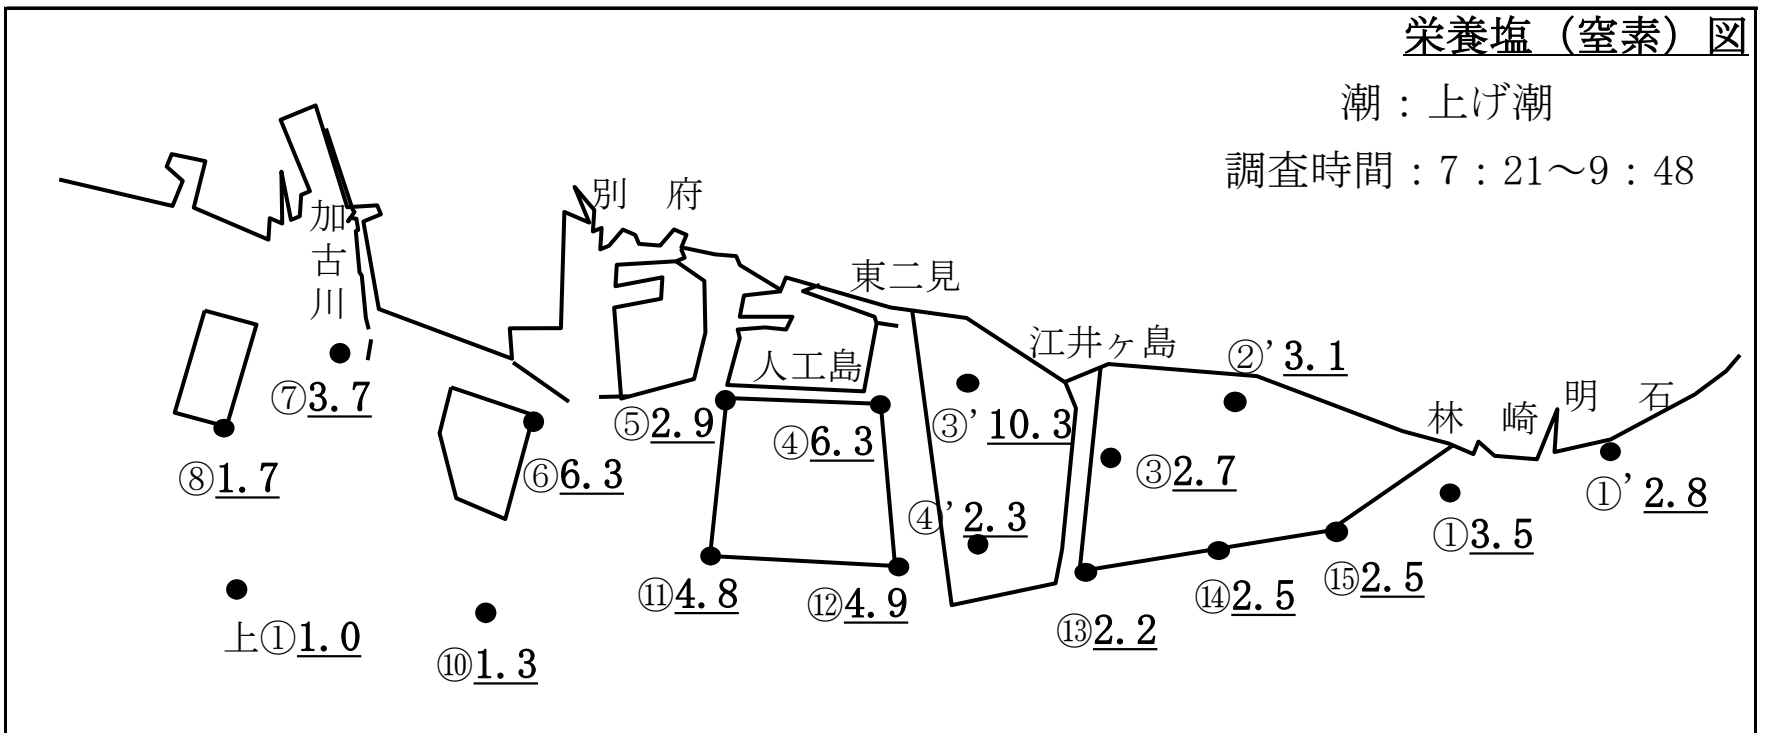 栄養塩（窒素）図
潮：上げ潮
調査時間：7：21～9：48
別　府
加古川
東二見
江井ヶ島
②' 3.1
人工島
林　崎
明　石
⑦3.7
⑤2.9
④6.3
③' 10.3
③2.7
⑧1.7
⑥6.3
④' 2.3
①3.5
①' 2.8
⑪4.8
⑫4.9
⑬2.2
⑭2.5
⑮2.5
上①1.0
⑩1.3